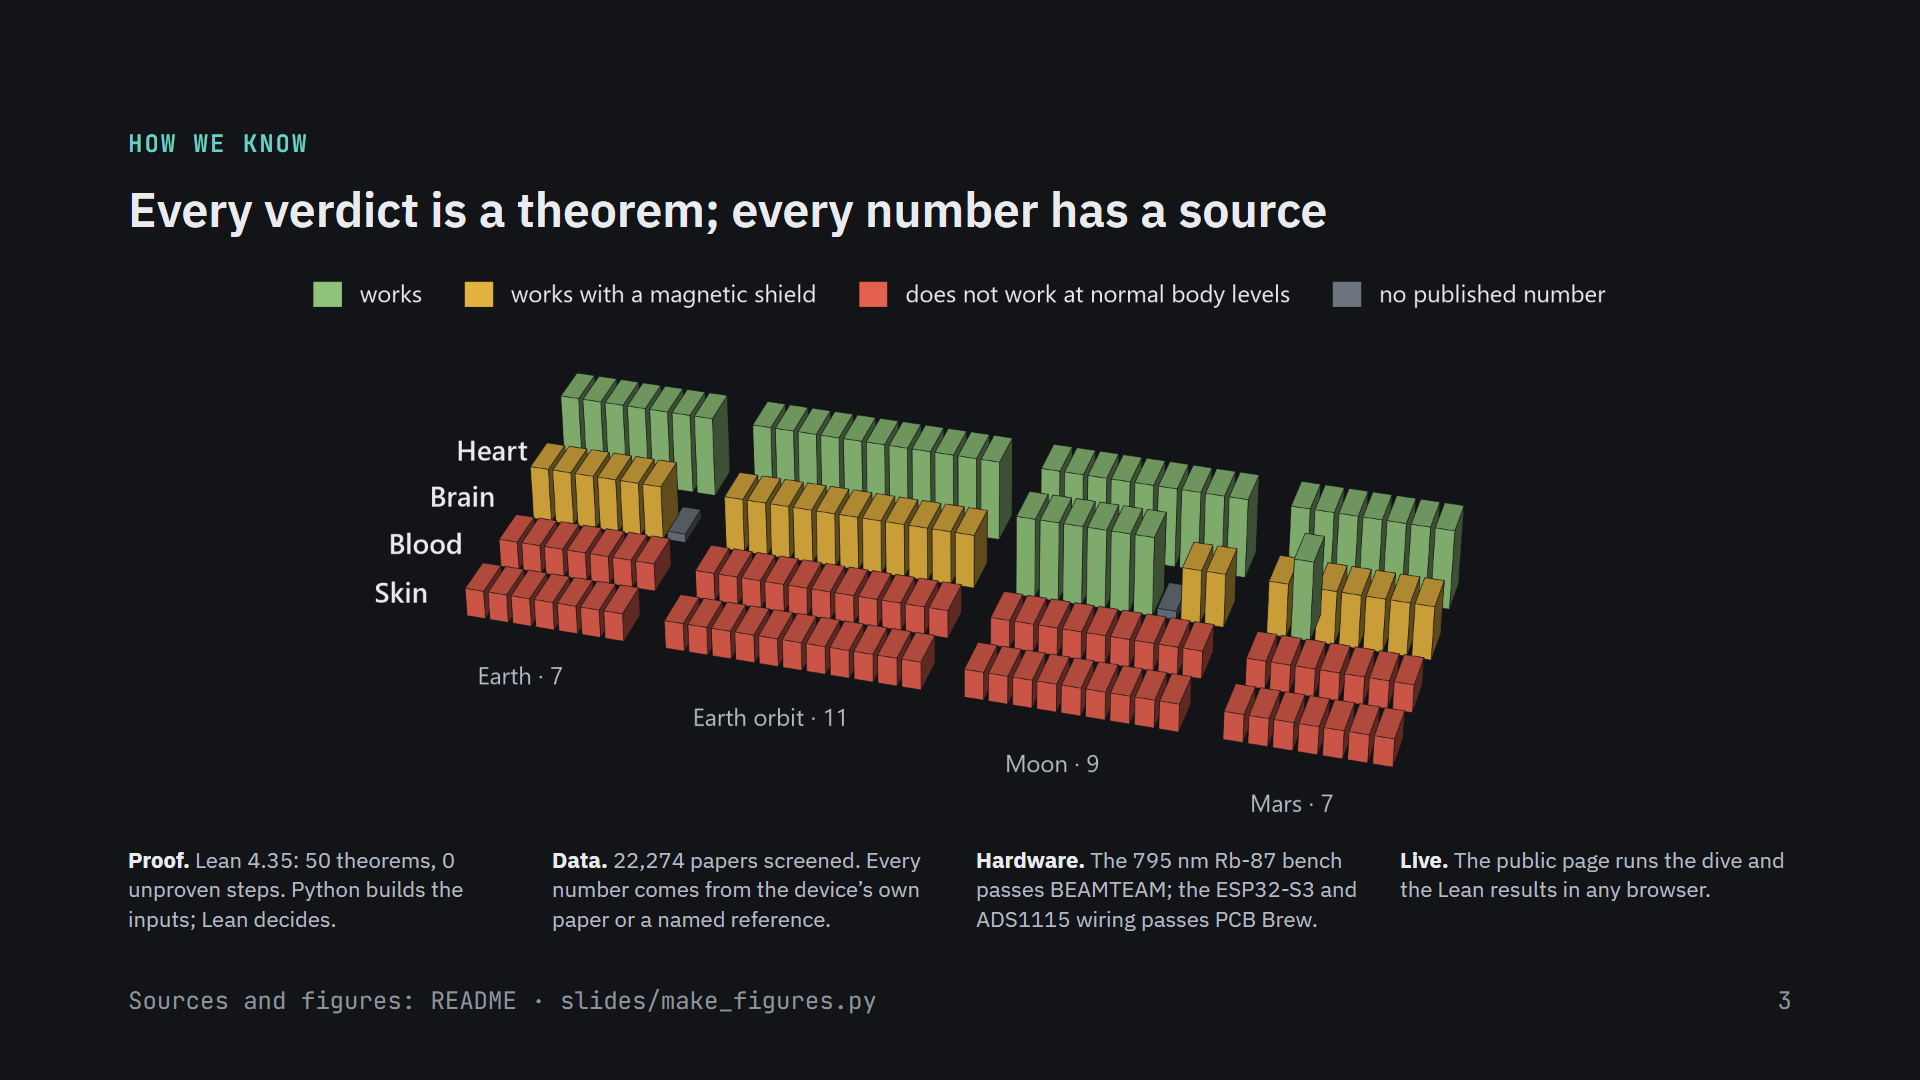 HOW WE KNOW
Every verdict is a theorem; every number has a source
works
works with a magnetic shield
does not work at normal body levels
no published number
Heart
Brain
Blood
Skin
Earth · 7
Earth orbit · 11
Moon · 9
Mars · 7
Proof. Lean 4.35: 50 theorems, 0
unproven steps. Python builds the
inputs; Lean decides.
Data. 22,274 papers screened. Every
number comes from the device’s own
paper or a named reference.
Hardware. The 795 nm Rb-87 bench
passes BEAMTEAM; the ESP32-S3 and
ADS1115 wiring passes PCB Brew.
Live. The public page runs the dive and
the Lean results in any browser.
Sources and figures: README · slides/make_figures.py
3